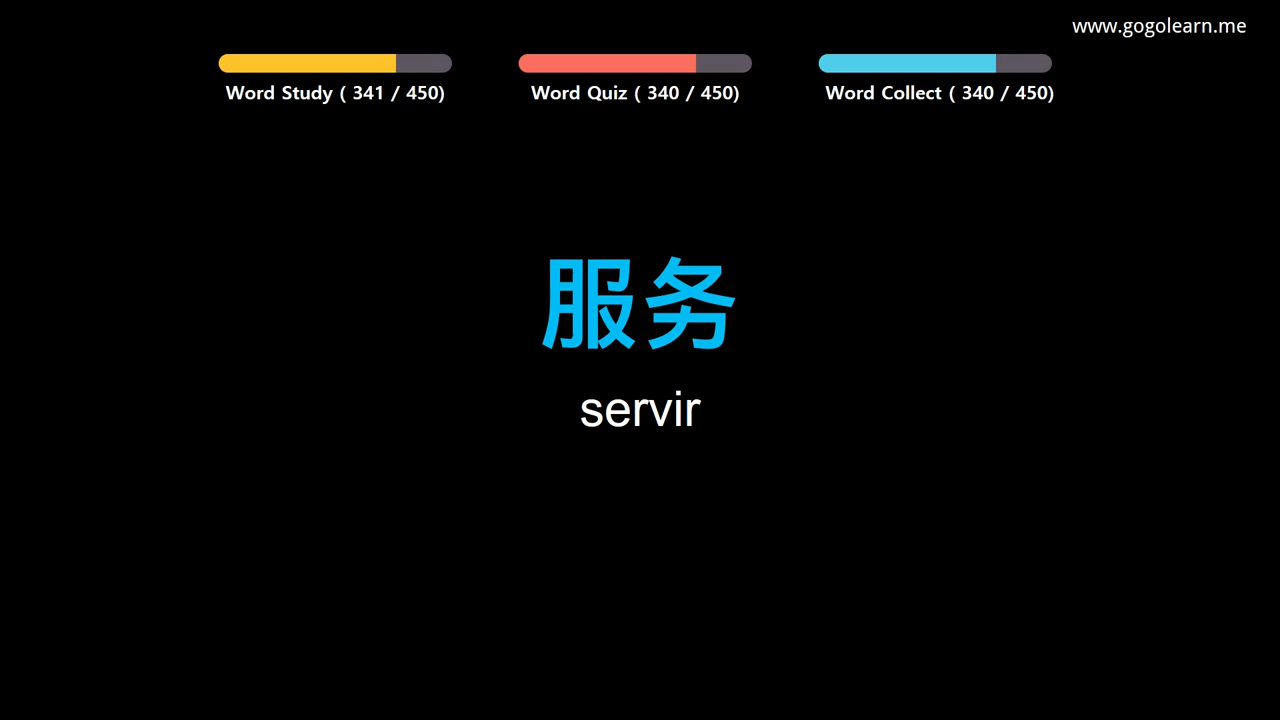 www.gogolearn.me
Word Study ( 341 / 450)
Word Quiz ( 340 / 450)
Word Collect ( 340 / 450)
服务
servir